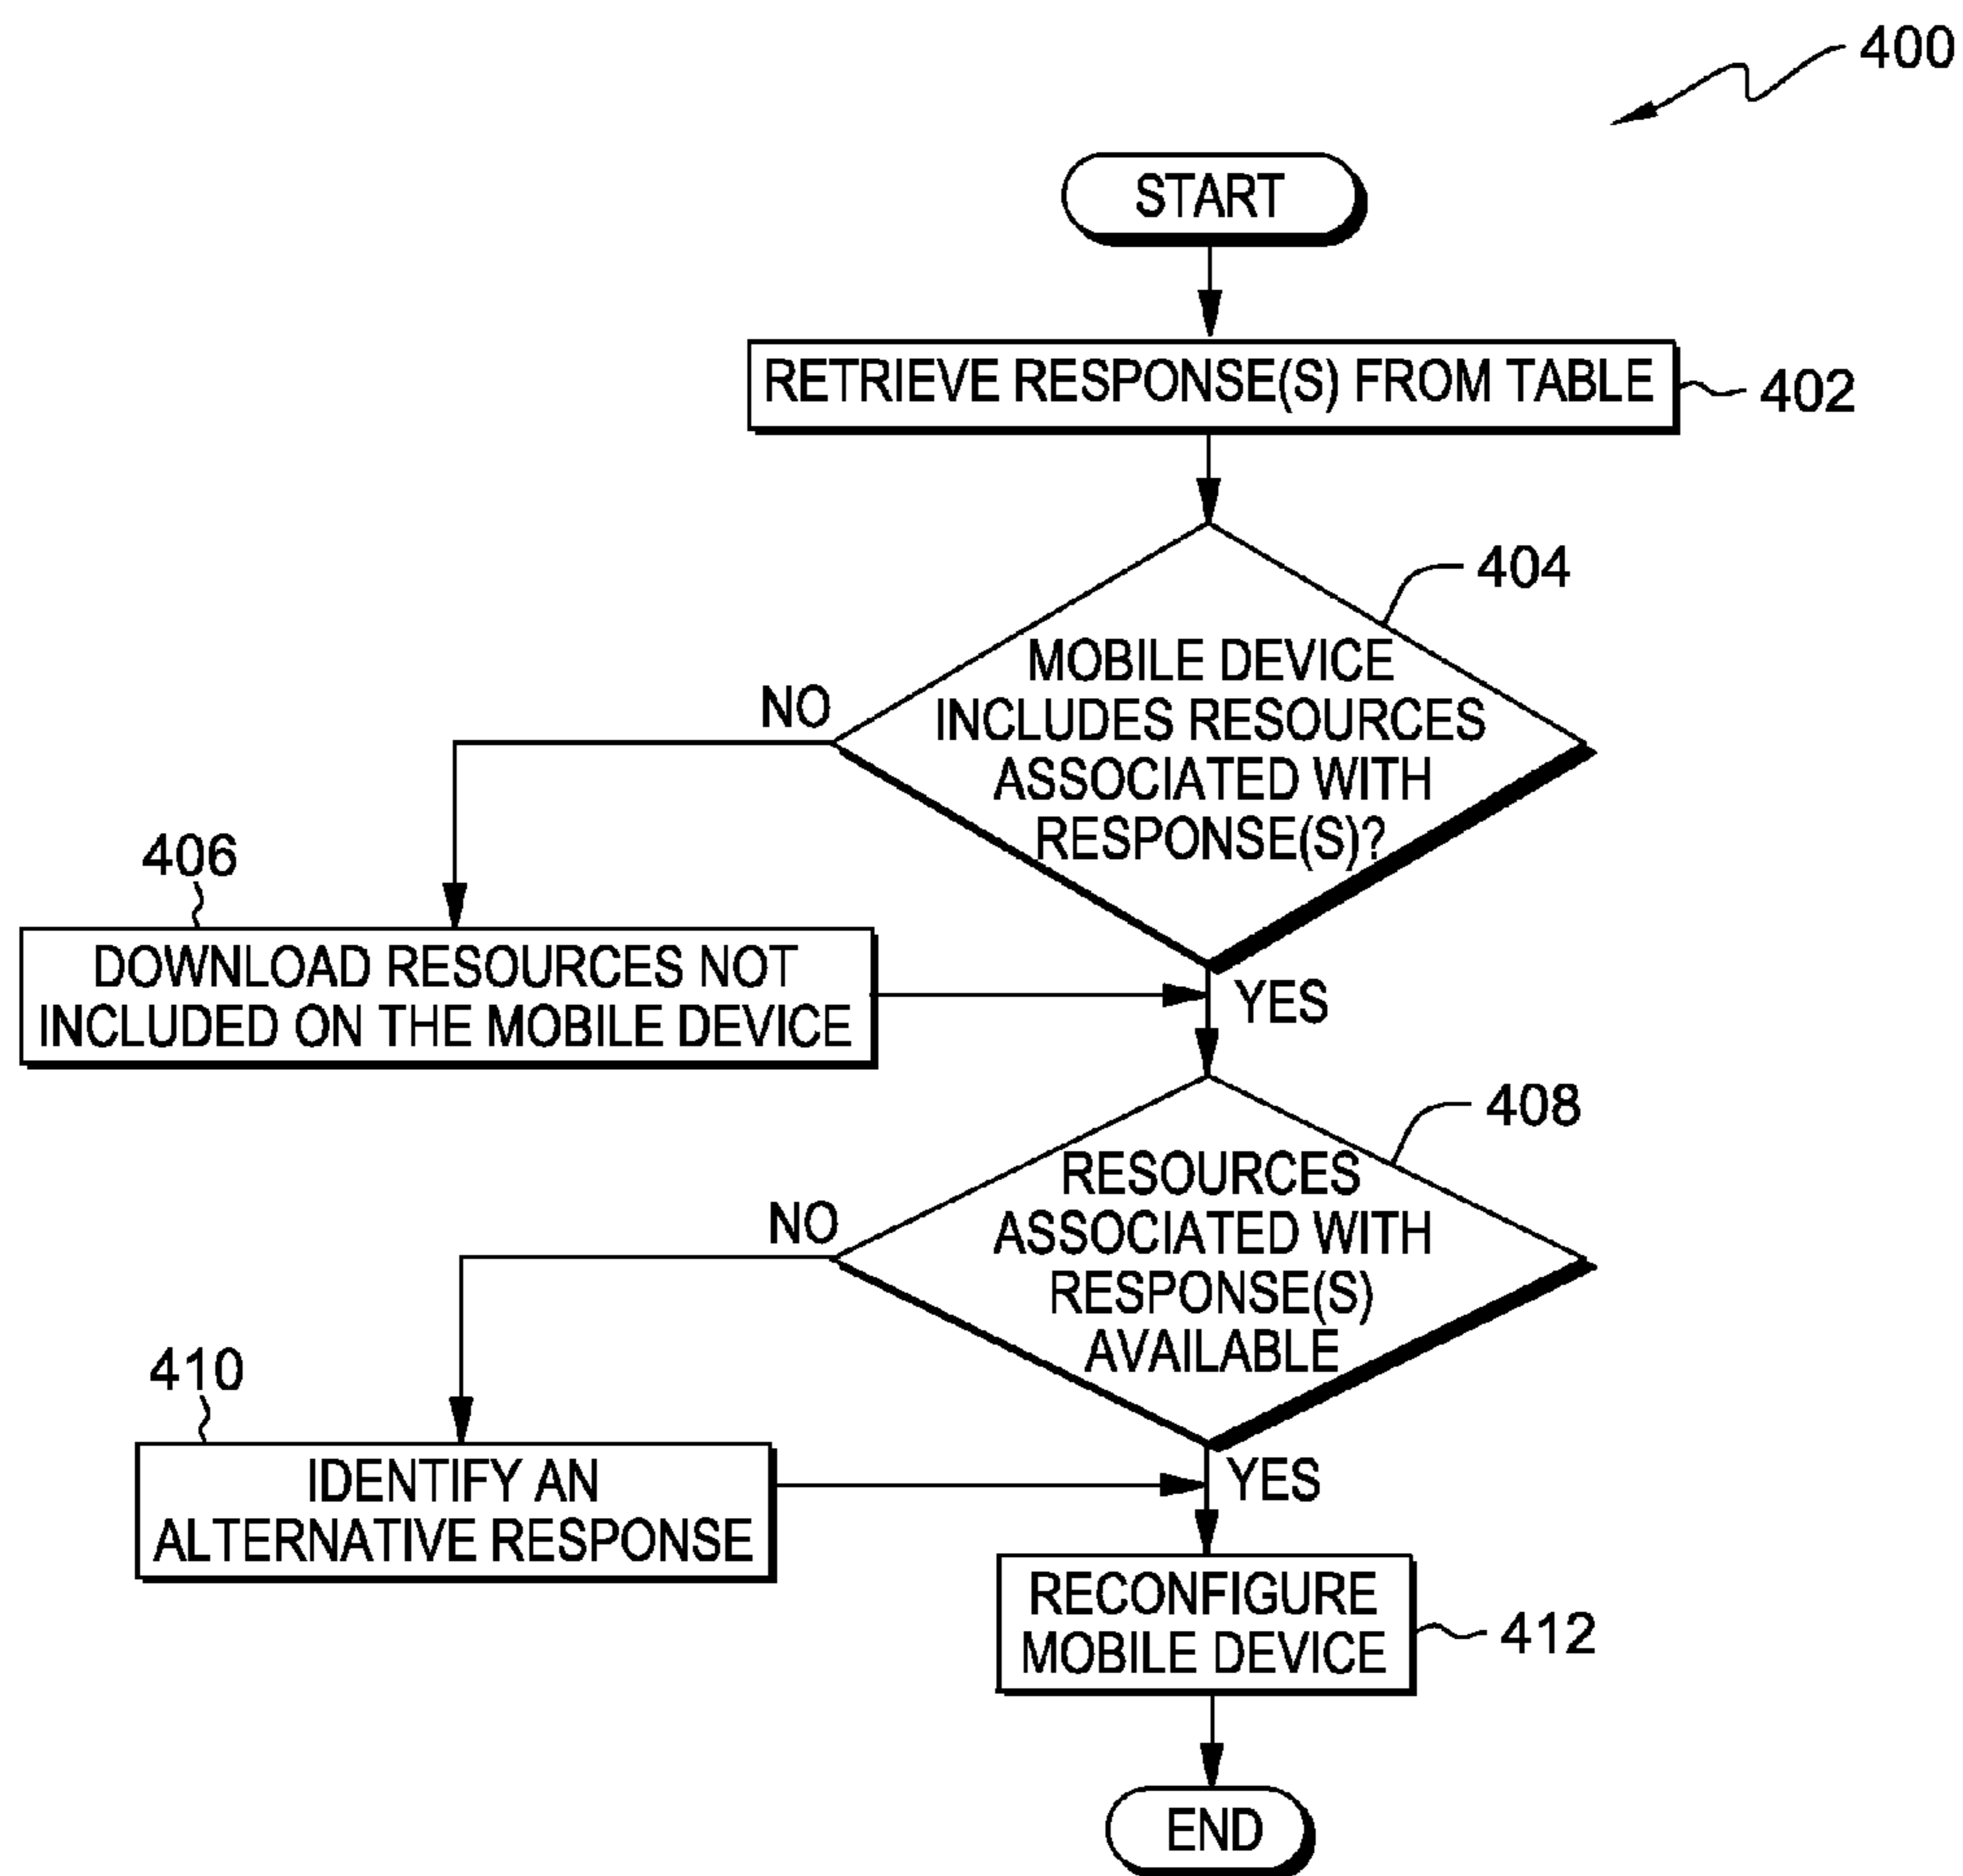 400
START
RETRIEVE RESPONSE(S) FROM TABLE
402
404
MOBILE DEVICE
INCLUDES RESOURCES
ASSOCIATED WITH
RESPONSE(S)?
NO
YES
406
DOWNLOAD RESOURCES NOT
INCLUDED ON THE MOBILE DEVICE
408
RESOURCES
ASSOCIATED WITH
RESPONSE(S)
AVAILABLE
NO
YES
410
IDENTIFY AN
ALTERNATIVE RESPONSE
RECONFIGURE
MOBILE DEVICE
412
END